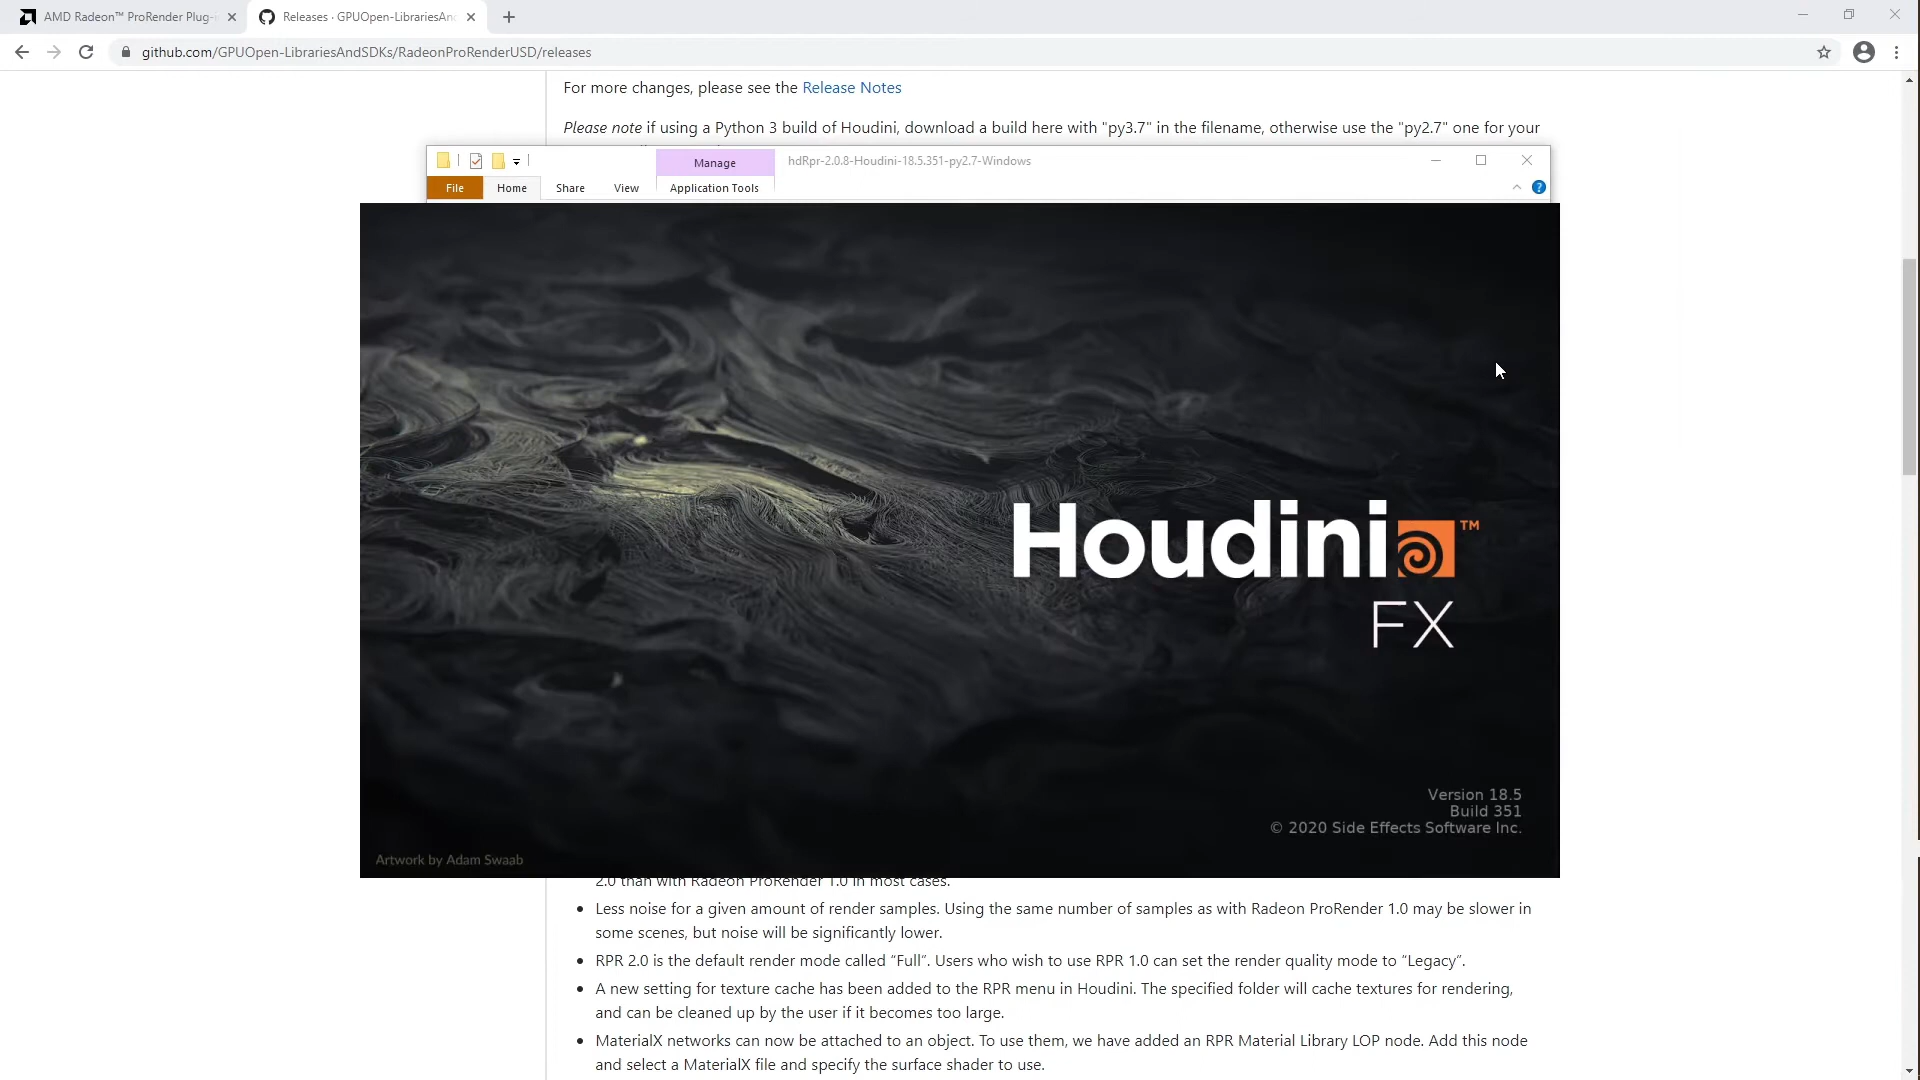 AMD Radeon™ ProRender Plug-i
Releases · GPUOpen-LibrariesAn
github.com/GPUOpen-LibrariesAndSDKs/RadeonProRenderUSD/releases
For more changes, please see the Release Notes
Please note if using a Python 3 build of Houdini, download a build here with "py3.7" in the filename, otherwise use the "py2.7" one for your
Manage
hdRpr-2.0.8-Houdini-18.5.351-py2.7-Windows
File
Home
Share
View
Application Tools
Houdini™
FX
Version 18.5
Build 351
© 2020 Side Effects Software Inc.
Artwork by Adam Swaab
2.0 than with Radeon ProRender 1.0 in most cases.
• Less noise for a given amount of render samples. Using the same number of samples as with Radeon ProRender 1.0 may be slower in
some scenes, but noise will be significantly lower.
• RPR 2.0 is the default render mode called “Full”. Users who wish to use RPR 1.0 can set the render quality mode to “Legacy”.
• A new setting for texture cache has been added to the RPR menu in Houdini. The specified folder will cache textures for rendering,
and can be cleaned up by the user if it becomes too large.
• MaterialX networks can now be attached to an object. To use them, we have added an RPR Material Library LOP node. Add this node
and select a MaterialX file and specify the surface shader to use.